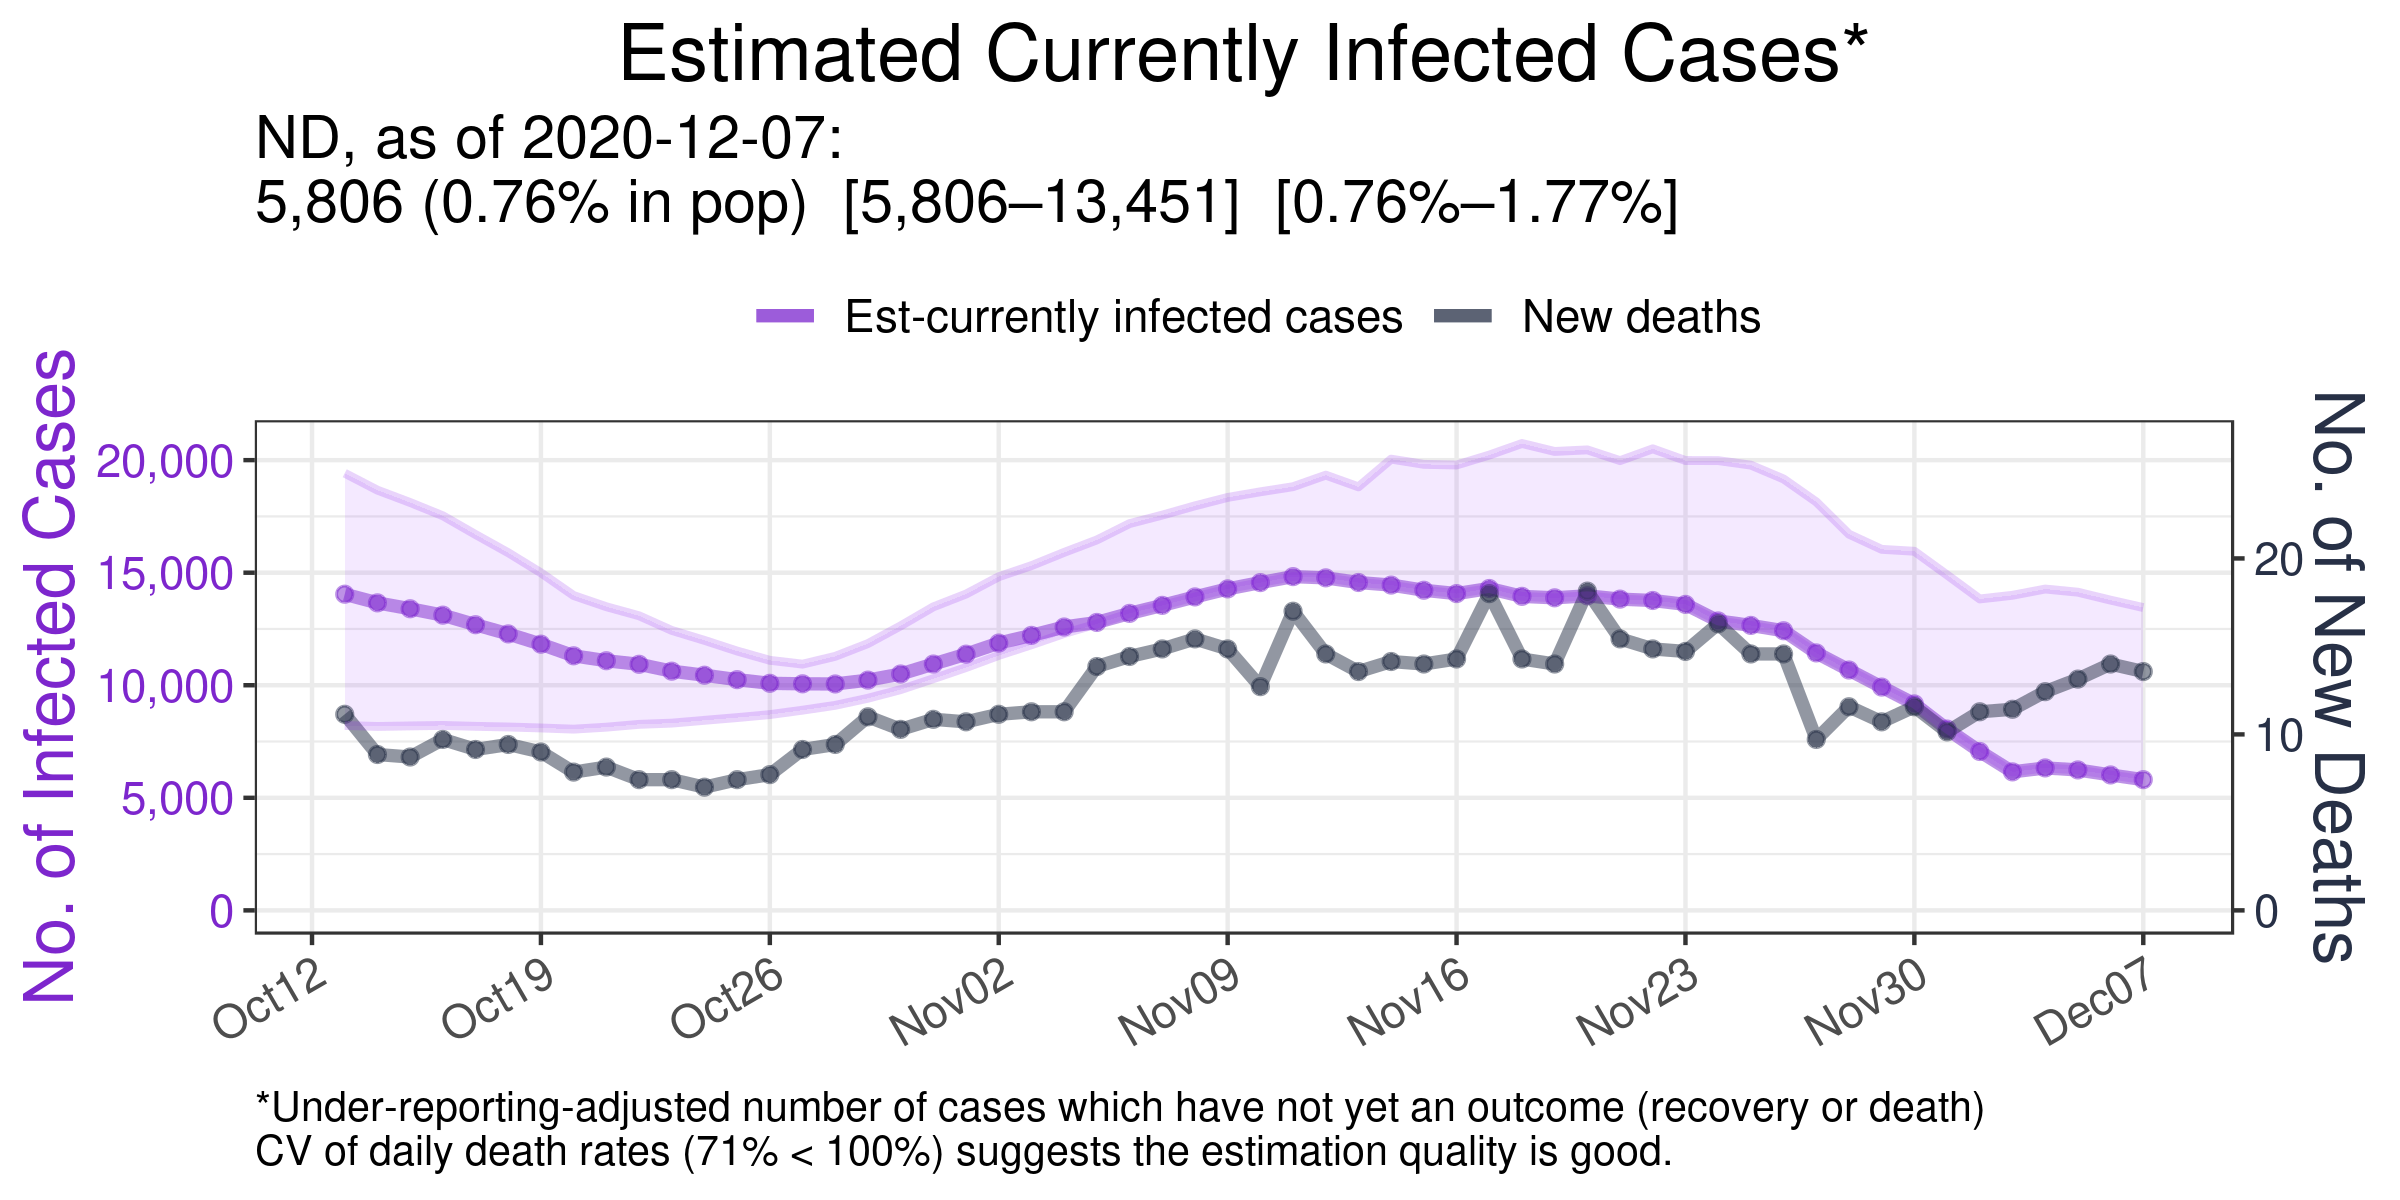 Estimated Currently Infected Cases*
ND, as of 2020-12-07:
5,806 (0.76% in pop)  [5,806–13,451]  [0.76%–1.77%]
Est-currently infected cases
New deaths
No. of Infected Cases
20,000
15,000
10,000
5,000
0
No. of New Deaths
20
10
0
Oct12
Oct19
Oct26
Nov02
Nov09
Nov16
Nov23
Nov30
Dec07
*Under-reporting-adjusted number of cases which have not yet an outcome (recovery or death)
CV of daily death rates (71% < 100%) suggests the estimation quality is good.